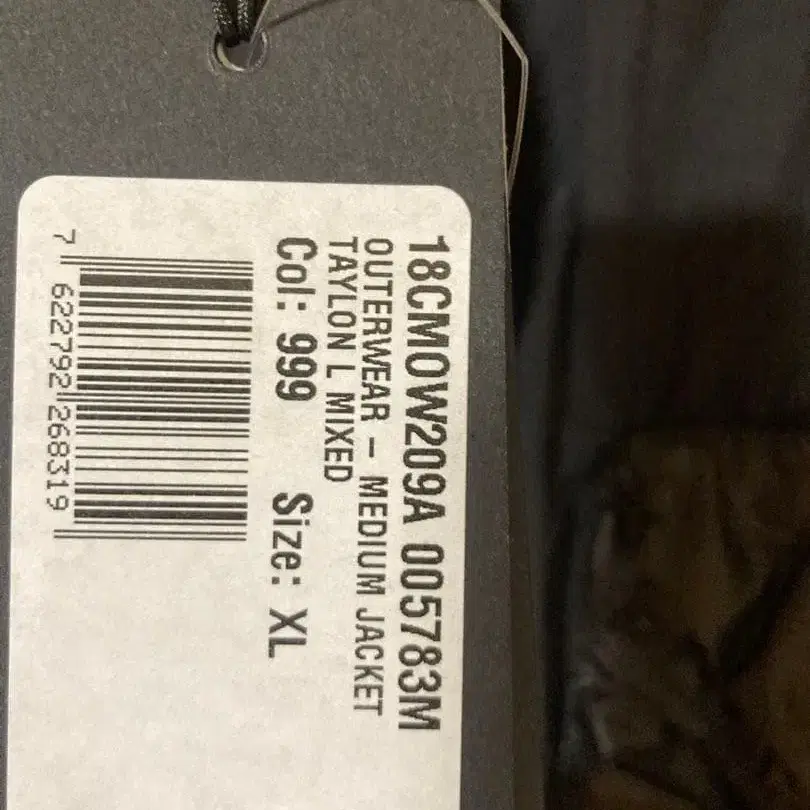 18CMOW209A 005783M
OUTERWEAR - MEDIUM JACKET
TAYLON L MIXED
Col: 999 Size: XL
7 622792 268319